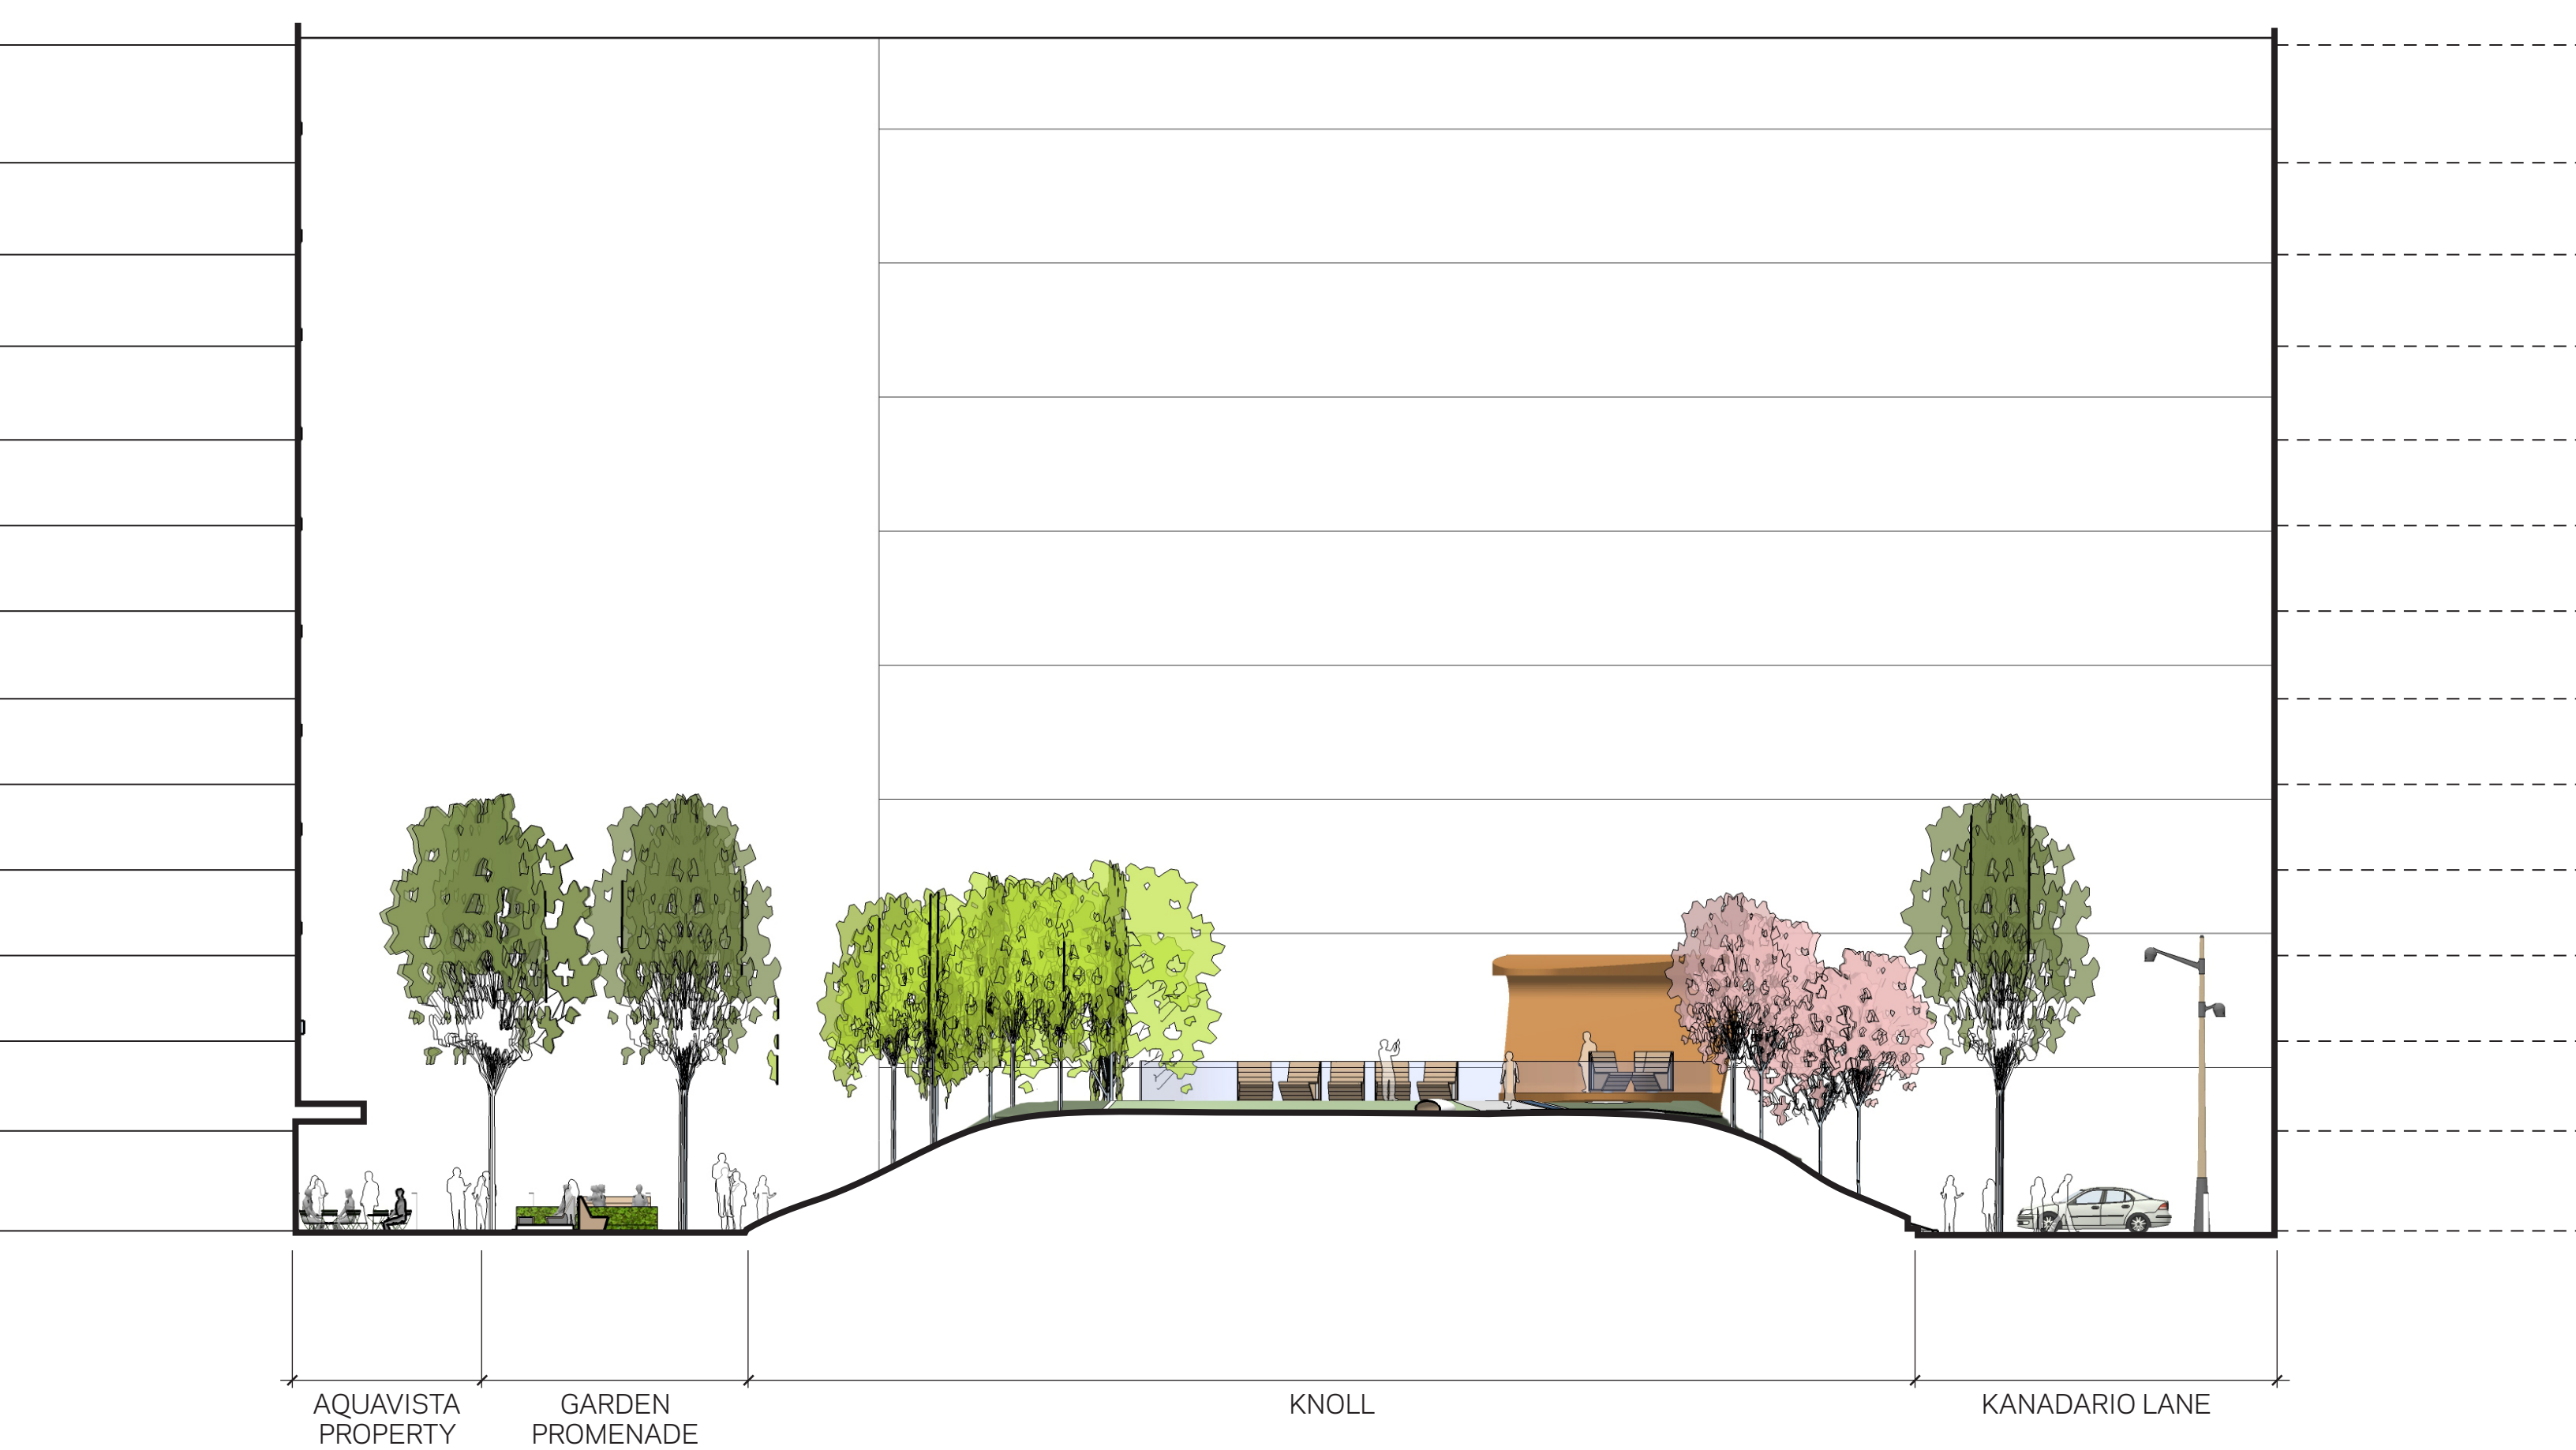 AQUAVISTA
PROPERTY
GARDEN
PROMENADE
KNOLL
KANADARIO LANE